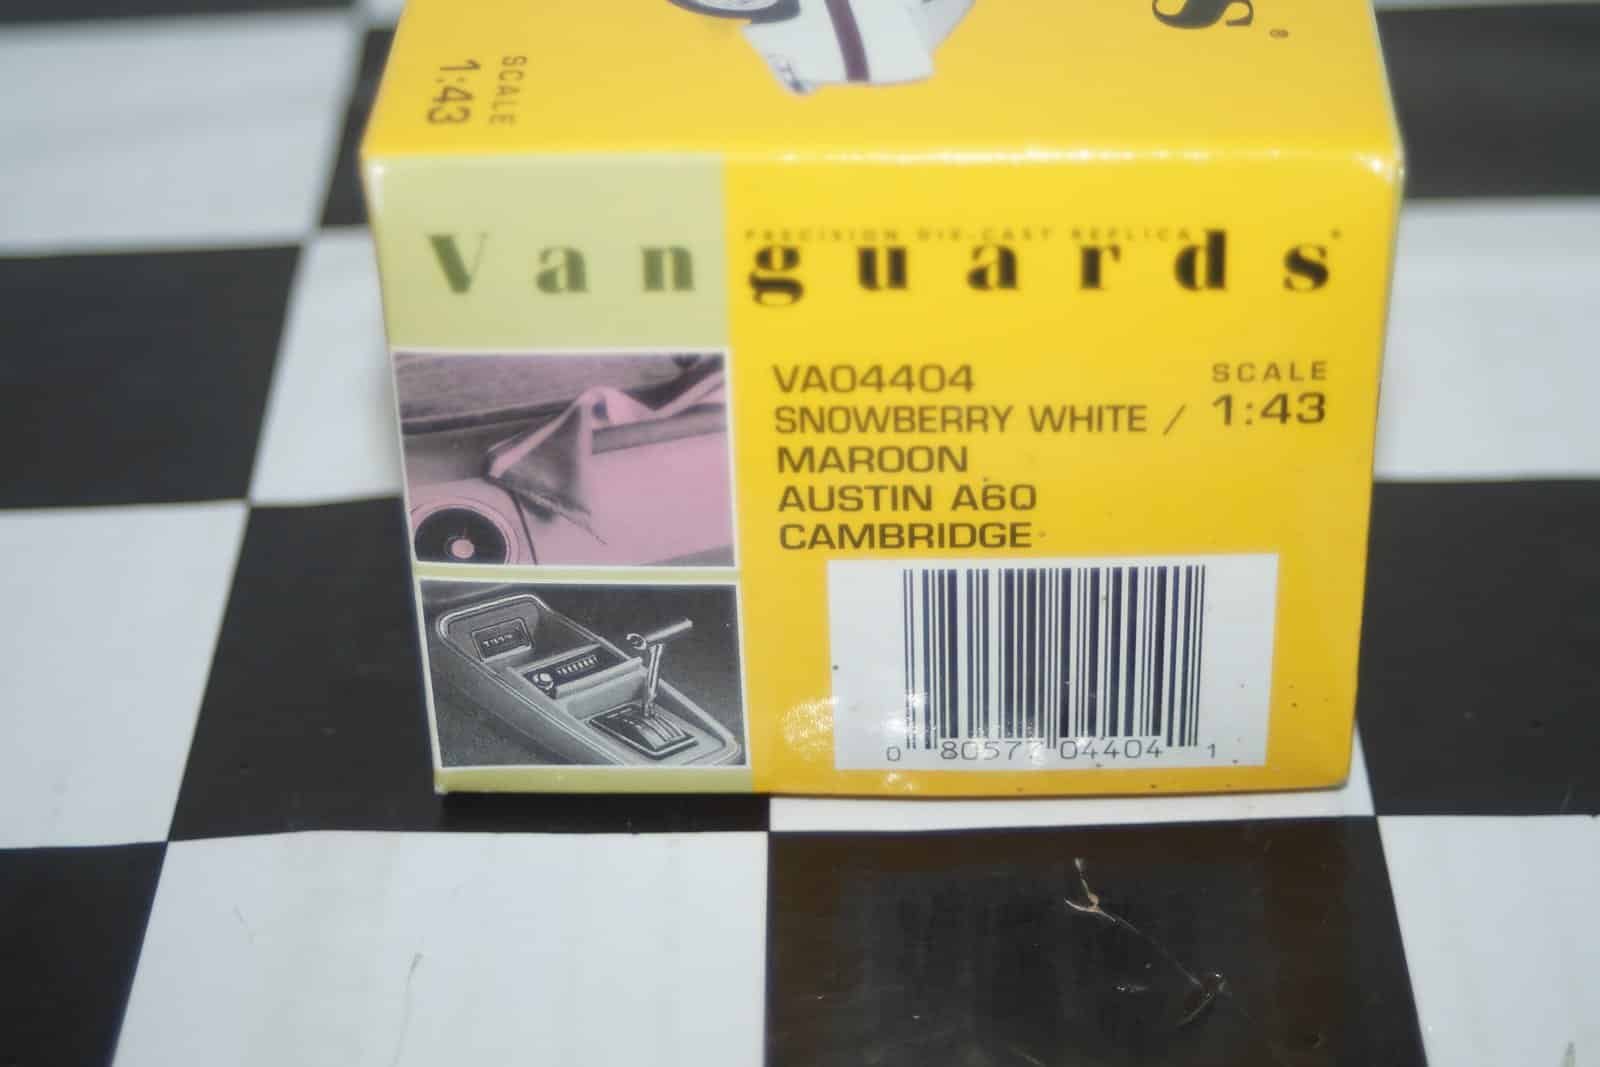 SCALE
1:43
s®
Vanguards
PRECISION DIE-CAST REPLICA
VA04404
SNOWBERRY WHITE /
MAROON
AUSTIN A60
CAMBRIDGE
SCALE
1:43
0 80577 04404 1